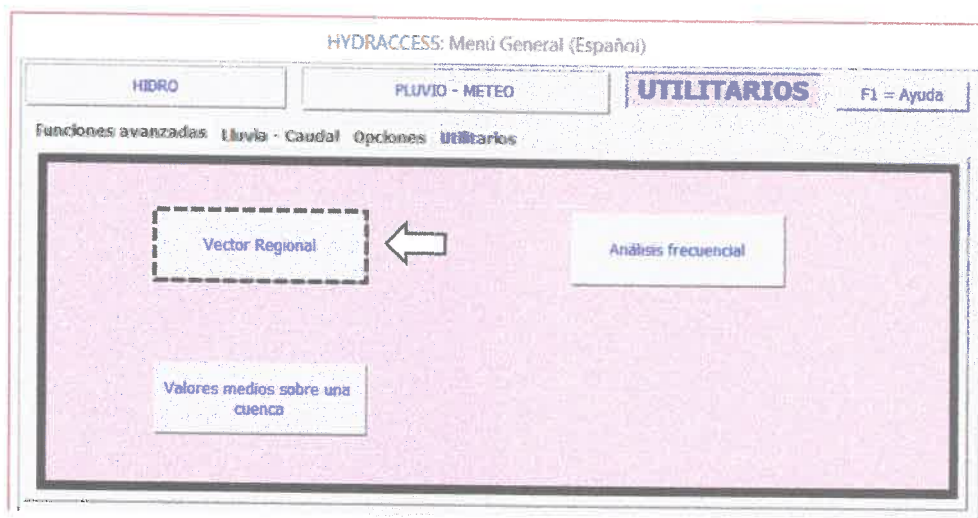 HYDRACCESS: Menú General (Español)
HIDRO
PLUVIO - METEO
UTILITARIOS
F1 = Ayuda
Funciones avanzadas Lluvia - Caudal Opciones Utilitarios
Vector Regional
Análisis frecuencial
Valores medios sobre una
cuenca